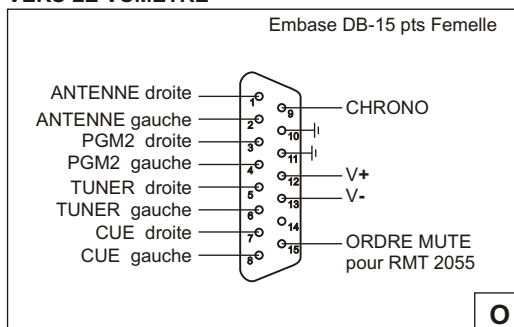 VERS LE VUMETRE
Embase DB-15 pts Femelle
ANTENNE droite
ANTENNE gauche
PGM2 droite
PGM2 gauche
TUNER droite
TUNER gauche
CUE droite
CUE gauche
1
2
3
4
5
6
7
8
9
10
11
12
13
14
15
CHRONO
V+
V-
ORDRE MUTE
pour RMT 2055
O